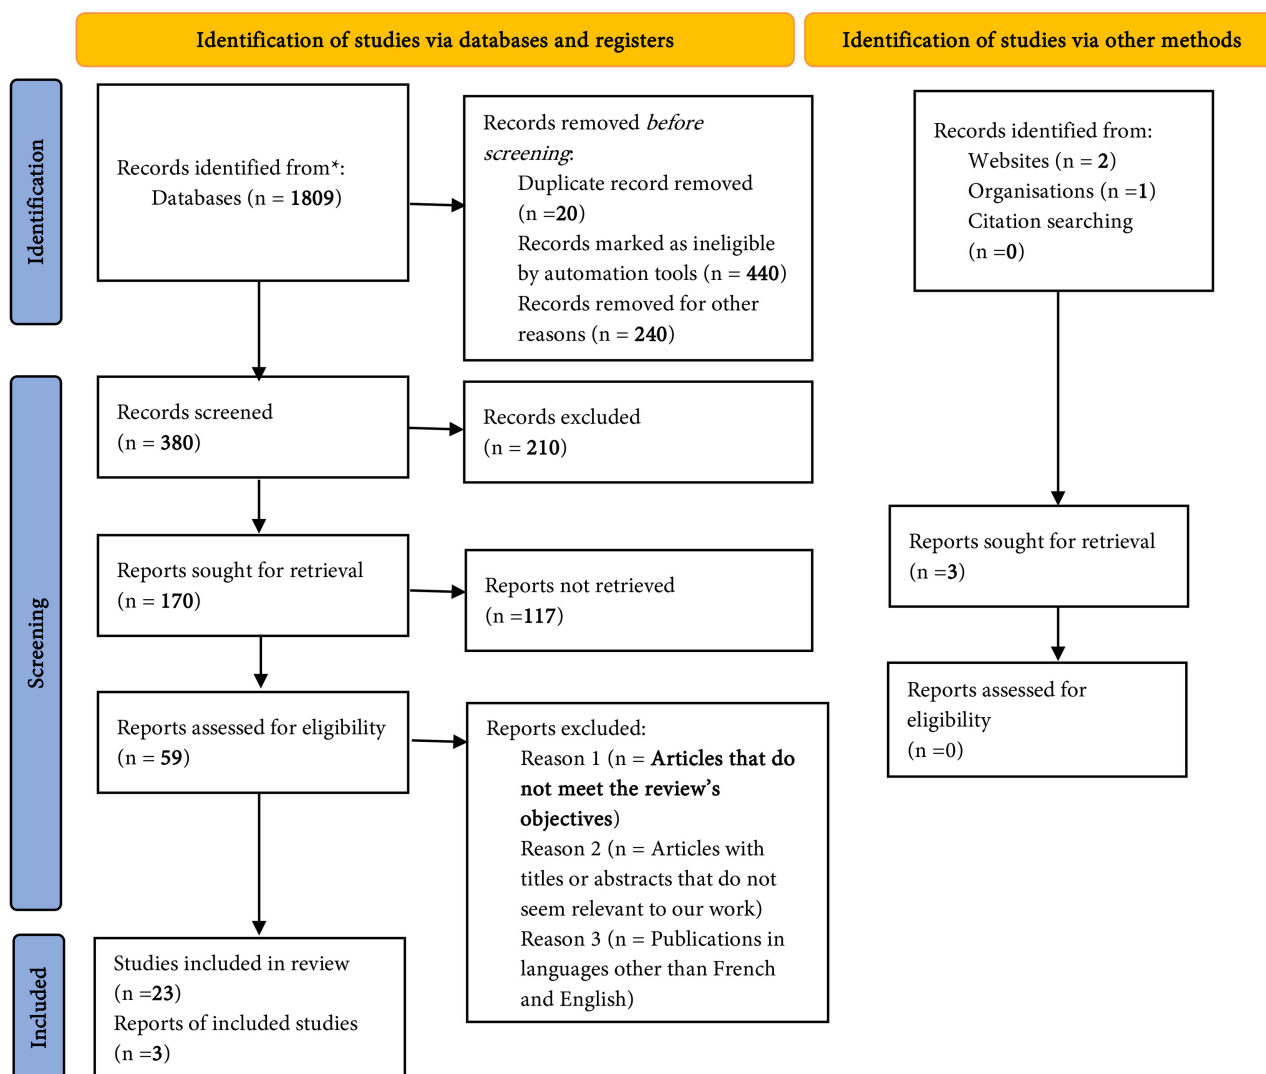 Identification of studies via databases and registers
Identification of studies via other methods
Identification
Records identified from*:
Databases (n = 1809)
Records removed before
screening:
Duplicate record removed
(n =20)
Records marked as ineligible
by automation tools (n = 440)
Records removed for other
reasons (n = 240)
Records identified from:
Websites (n = 2)
Organisations (n =1)
Citation searching
(n =0)
Screening
Records screened
(n = 380)
Records excluded
(n = 210)
Reports sought for retrieval
(n = 170)
Reports not retrieved
(n =117)
Reports sought for retrieval
(n =3)
Reports assessed for eligibility
(n = 59)
Reports excluded:
Reason 1 (n = Articles that do
not meet the review’s
objectives)
Reason 2 (n = Articles with
titles or abstracts that do not
seem relevant to our work)
Reason 3 (n = Publications in
languages other than French
and English)
Reports assessed for
eligibility
(n =0)
Included
Studies included in review
(n =23)
Reports of included studies
(n =3)